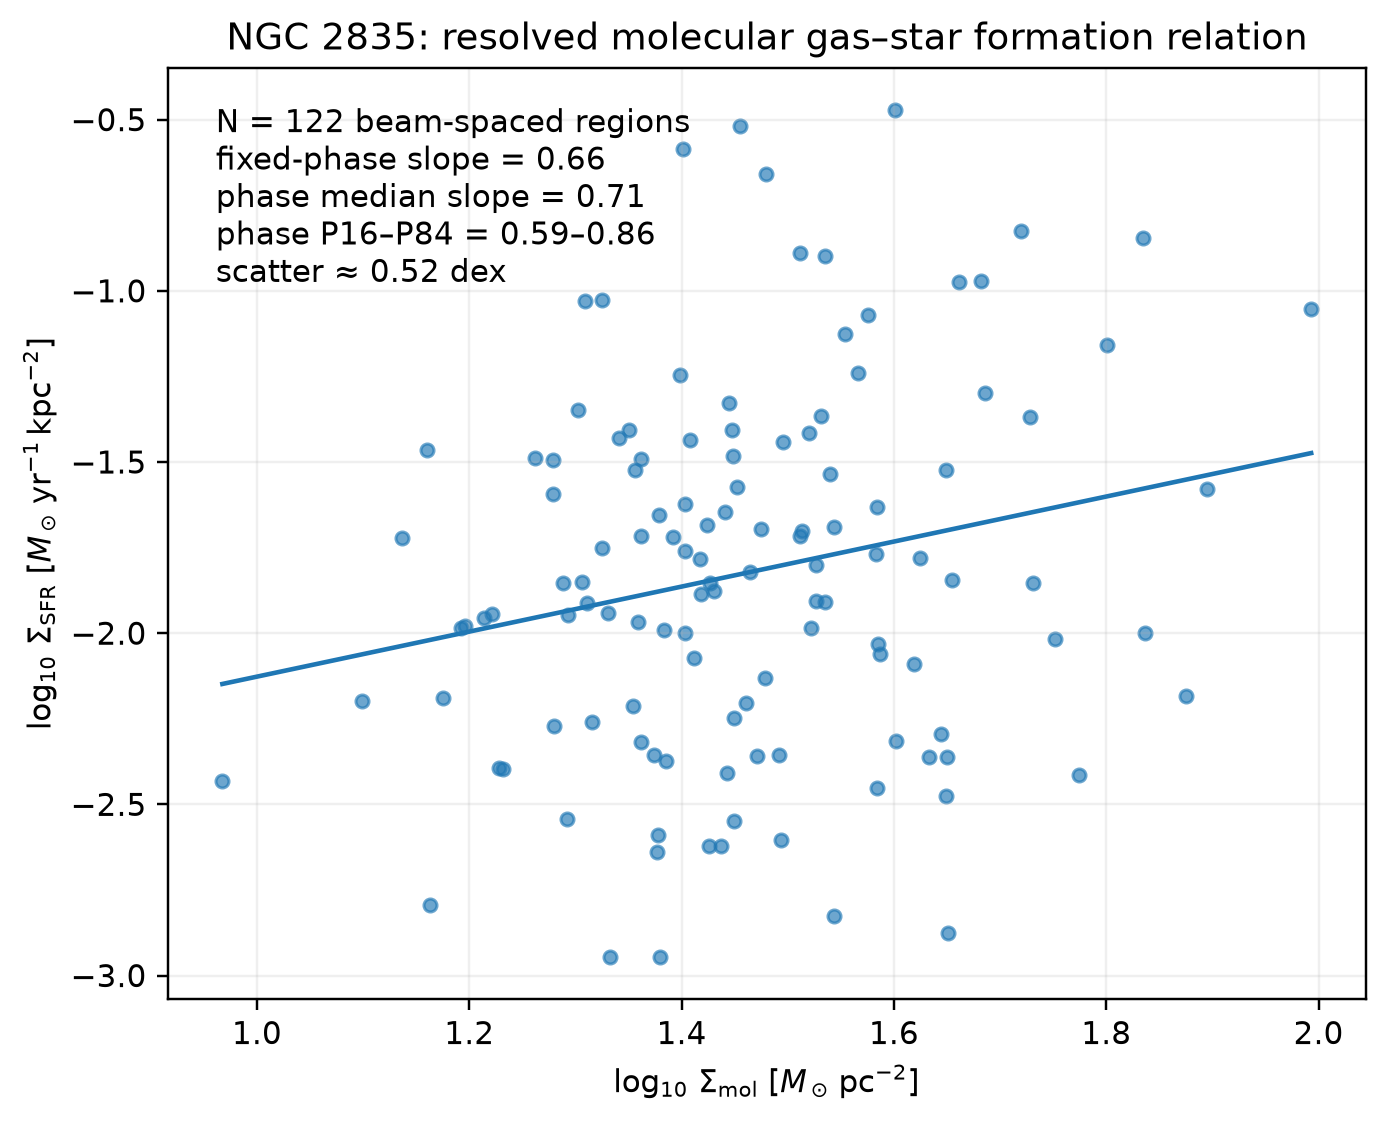 NGC 2835: resolved molecular gas–star formation relation
N = 122 beam-spaced regions
fixed-phase slope = 0.66
phase median slope = 0.71
phase P16–P84 = 0.59–0.86
scatter ≈ 0.52 dex
log₁₀ Σ_SFR [M_⊙ yr⁻¹ kpc⁻²]
−0.5
−1.0
−1.5
−2.0
−2.5
−3.0
1.0 1.2 1.4 1.6 1.8 2.0
log₁₀ Σ_mol [M_⊙ pc⁻²]